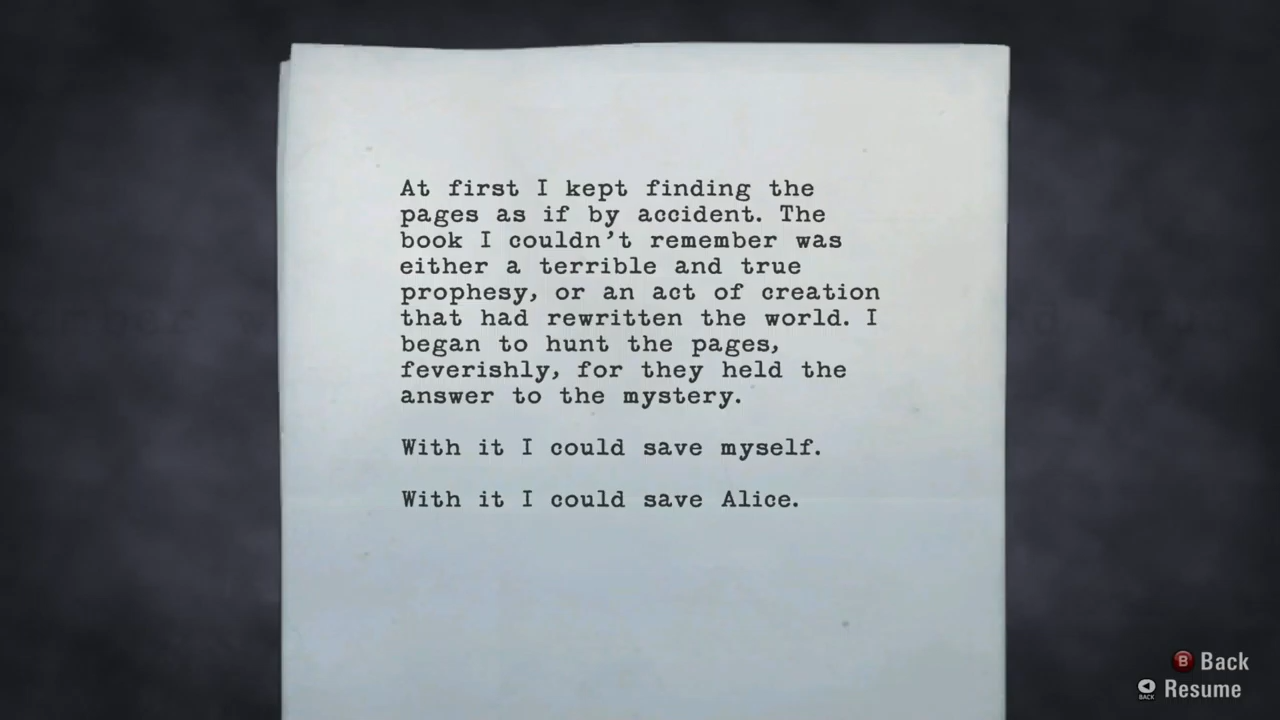 At first I kept finding the
pages as if by accident. The
book I couldn't remember was
either a terrible and true
prophesy, or an act of creation
that had rewritten the world. I
began to hunt the pages,
feverishly, for they held the
answer to the mystery.
With it I could save myself.
With it I could save Alice.
B Back
BACK Resume